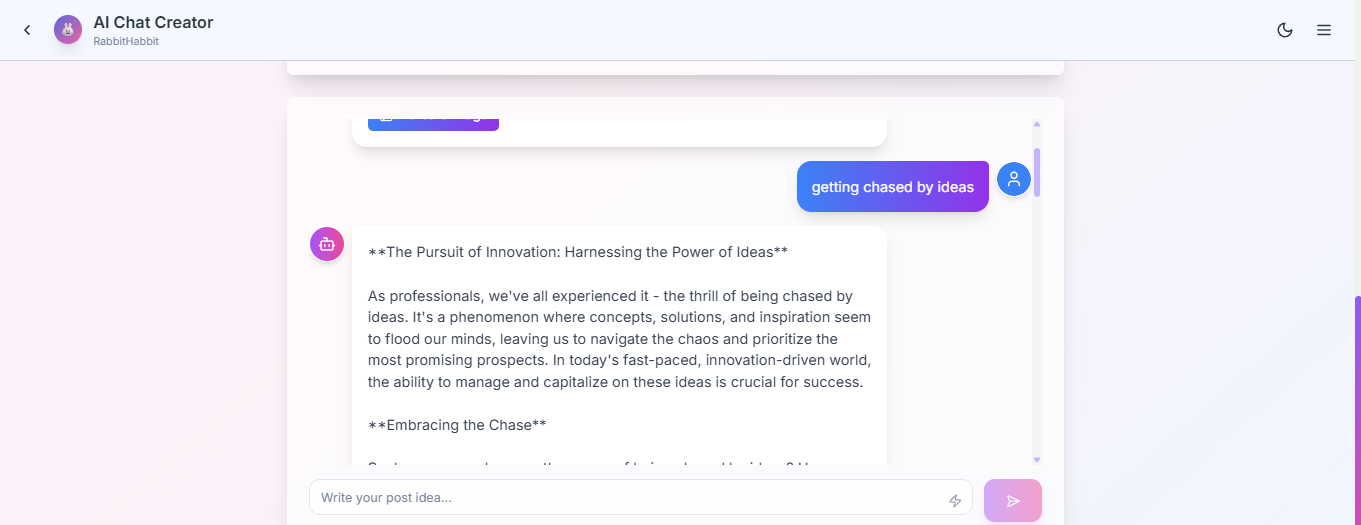 AI Chat Creator
RabbitHabbit
getting chased by ideas
**The Pursuit of Innovation: Harnessing the Power of Ideas**
As professionals, we've all experienced it - the thrill of being chased by
ideas. It's a phenomenon where concepts, solutions, and inspiration seem
to flood our minds, leaving us to navigate the chaos and prioritize the
most promising prospects. In today's fast-paced, innovation-driven world,
the ability to manage and capitalize on these ideas is crucial for success.
**Embracing the Chase**
Write your post idea...